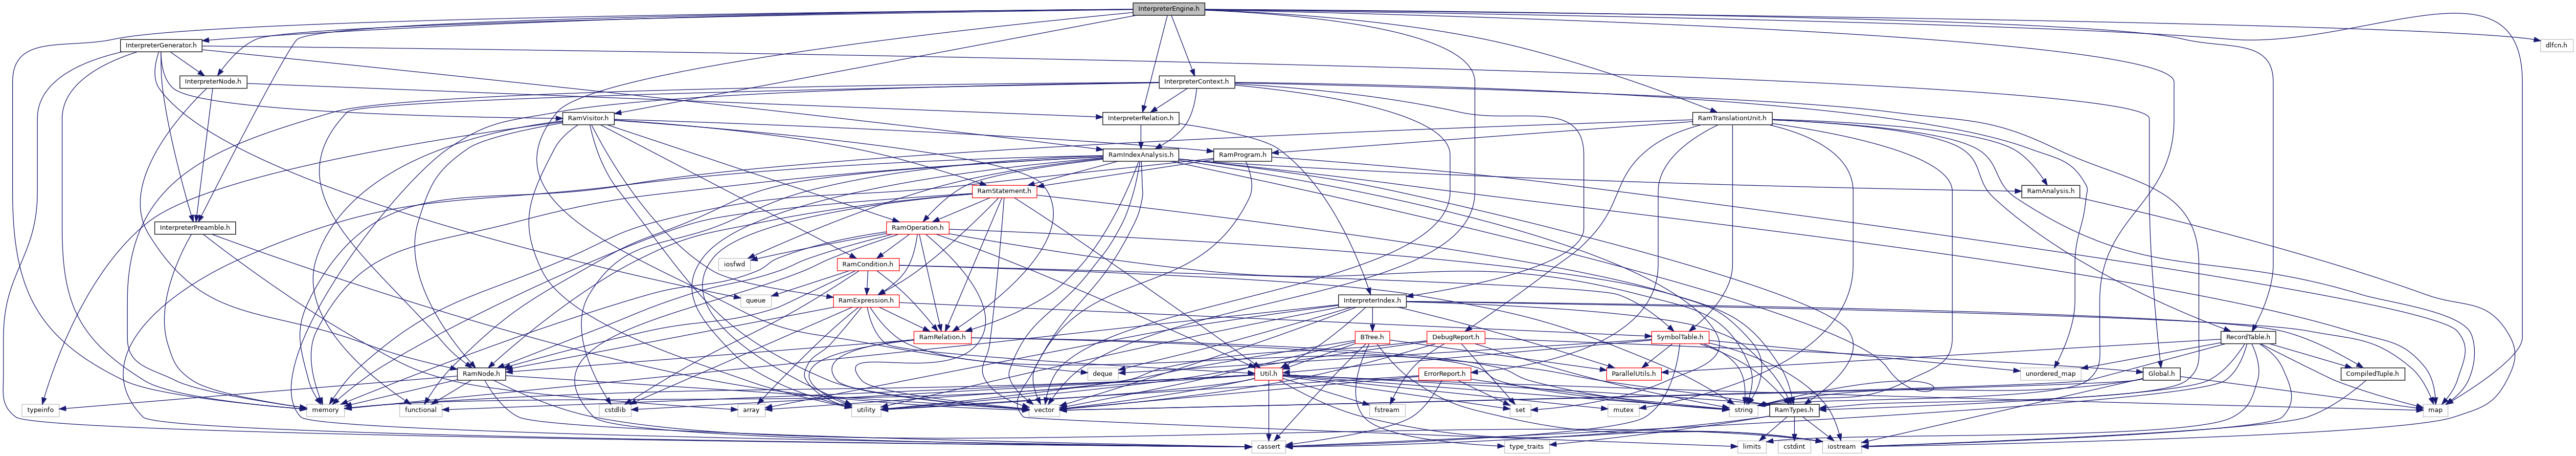 InterpreterEngine.h
InterpreterGenerator.h
dlfcn.h
InterpreterNode.h
InterpreterContext.h
RamVisitor.h
InterpreterRelation.h
RamTranslationUnit.h
RamIndexAnalysis.h
RamProgram.h
RamStatement.h
RamAnalysis.h
InterpreterPreamble.h
RamOperation.h
iosfwd
RamCondition.h
queue
RamExpression.h
InterpreterIndex.h
RamRelation.h
BTree.h
DebugReport.h
SymbolTable.h
RecordTable.h
RamNode.h
deque
Util.h
ErrorReport.h
ParallelUtils.h
unordered_map
Global.h
CompiledTuple.h
typeinfo
memory
functional
cstdlib
array
utility
vector
fstream
set
mutex
string
RamTypes.h
map
cassert
type_traits
limits
cstdint
iostream